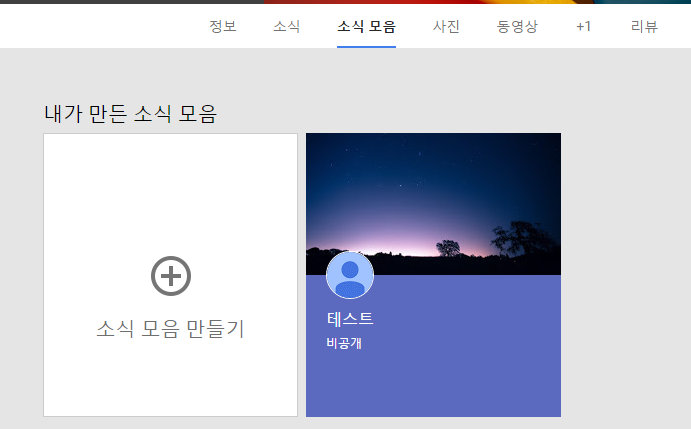 정보 소식 소식 모음 사진 동영상 +1 리뷰
내가 만든 소식 모음
소식 모음 만들기
테스트
비공개